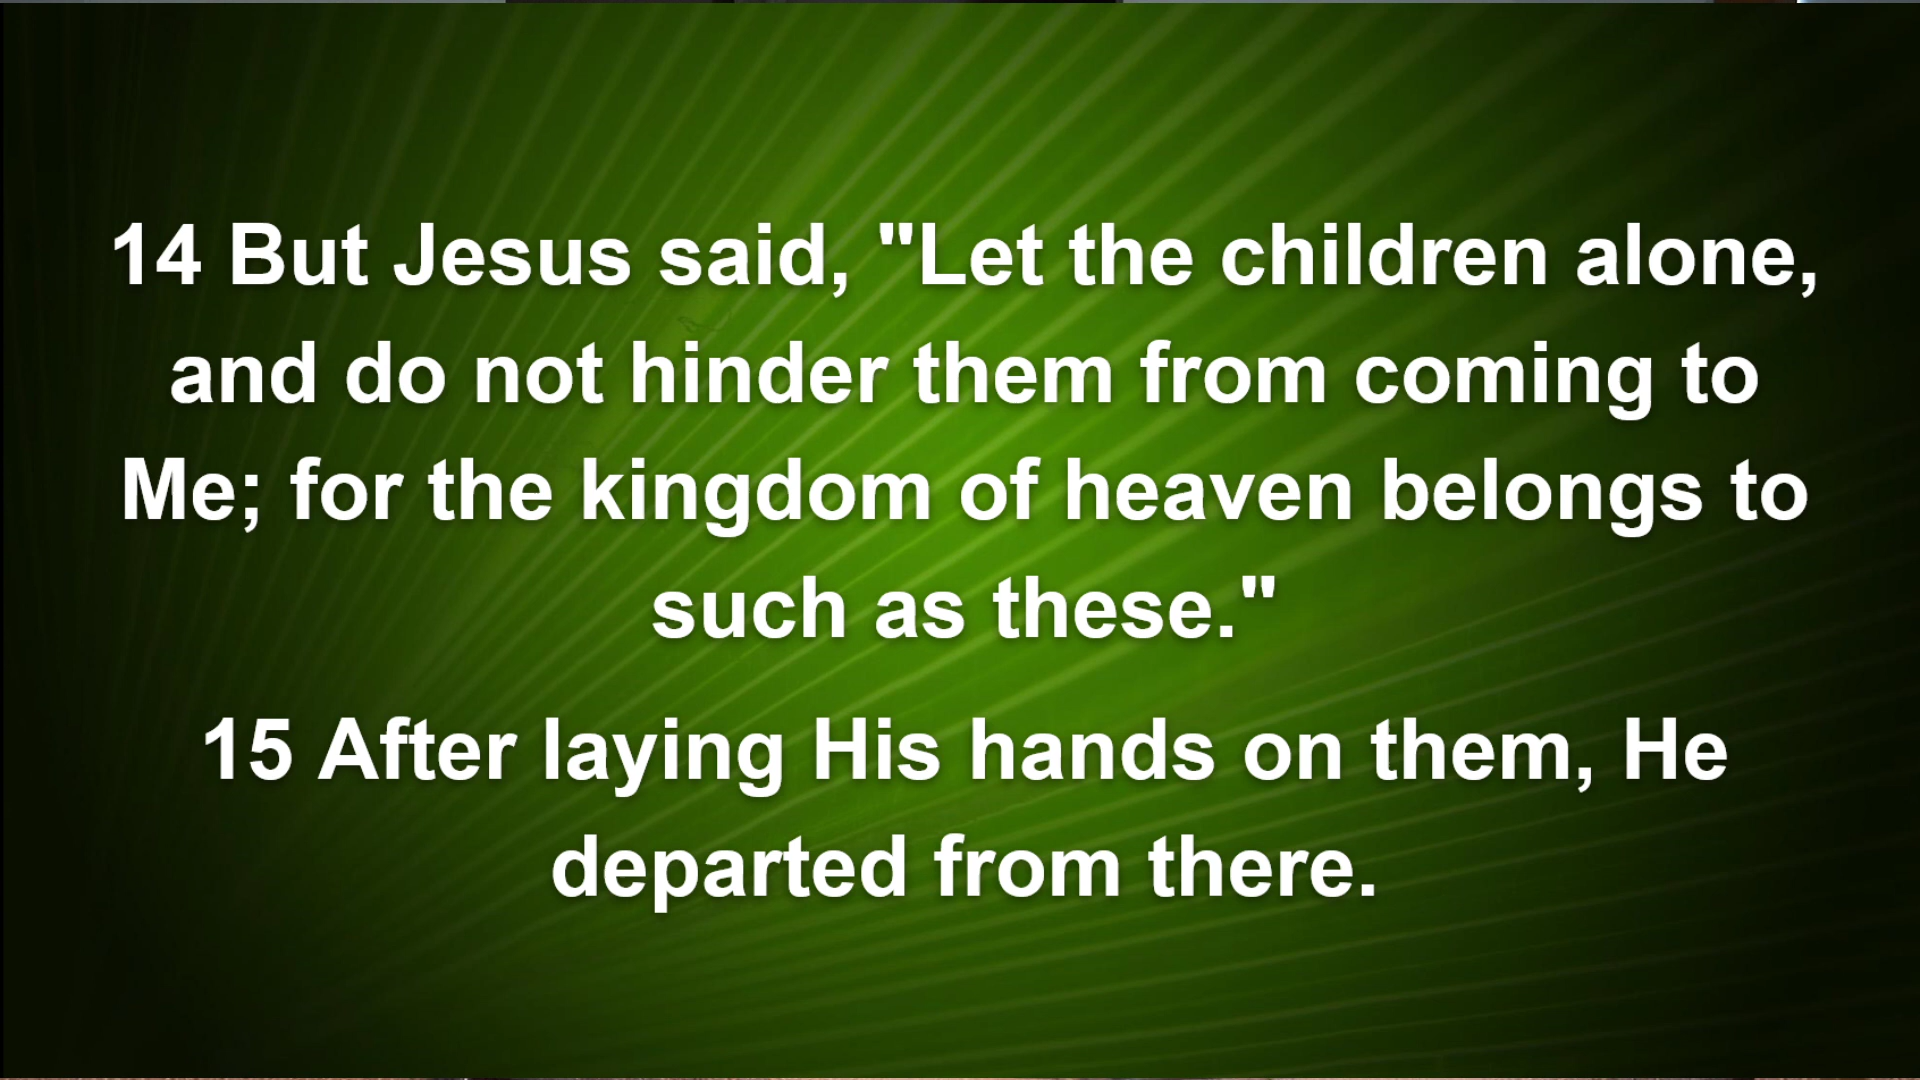 14 But Jesus said, "Let the children alone,
and do not hinder them from coming to
Me; for the kingdom of heaven belongs to
such as these."
15 After laying His hands on them, He
departed from there.